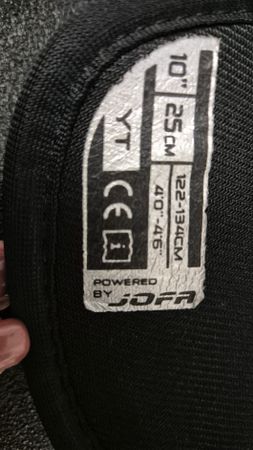 10" 25CM
122-134CM
4'0"-4'6"
YT
CE i
POWERED
BY JOFA